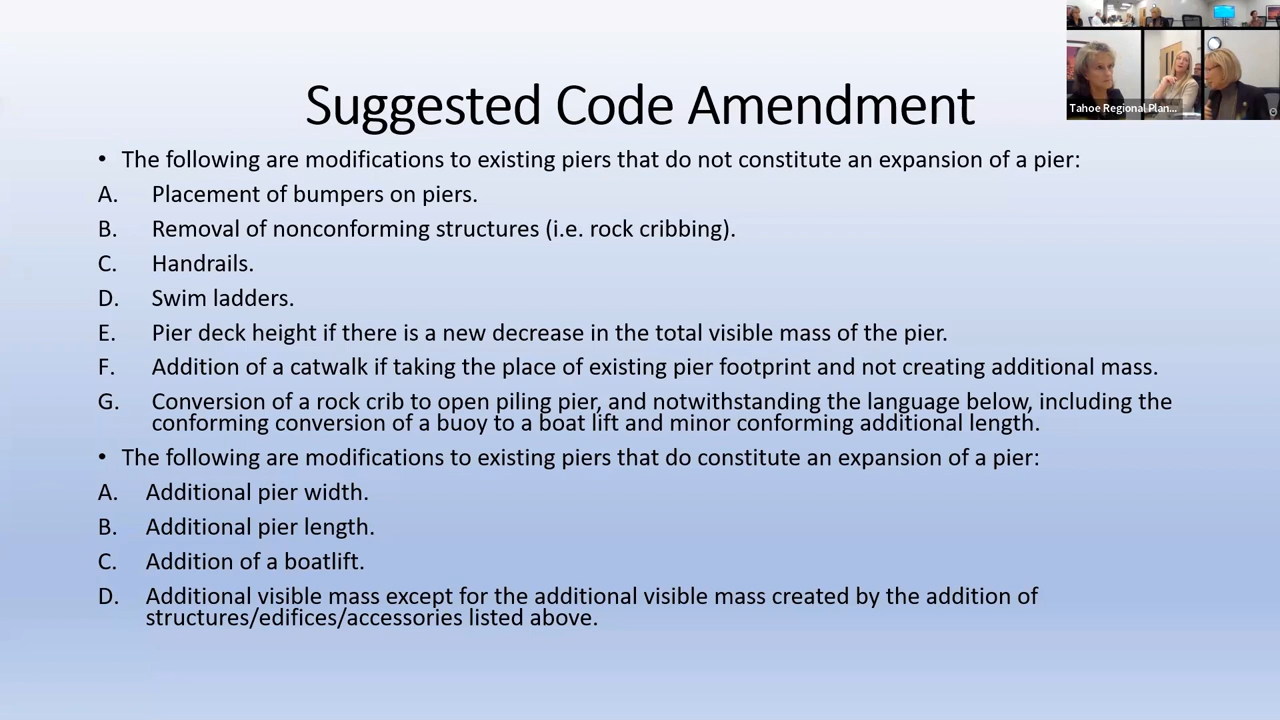 Tahoe Regional Plan...
Suggested Code Amendment
• The following are modifications to existing piers that do not constitute an expansion of a pier:
A. Placement of bumpers on piers.
B. Removal of nonconforming structures (i.e. rock cribbing).
C. Handrails.
D. Swim ladders.
E. Pier deck height if there is a new decrease in the total visible mass of the pier.
F. Addition of a catwalk if taking the place of existing pier footprint and not creating additional mass.
G. Conversion of a rock crib to open piling pier, and notwithstanding the language below, including the
conforming conversion of a buoy to a boat lift and minor conforming additional length.
• The following are modifications to existing piers that do constitute an expansion of a pier:
A. Additional pier width.
B. Additional pier length.
C. Addition of a boatlift.
D. Additional visible mass except for the additional visible mass created by the addition of
structures/edifices/accessories listed above.